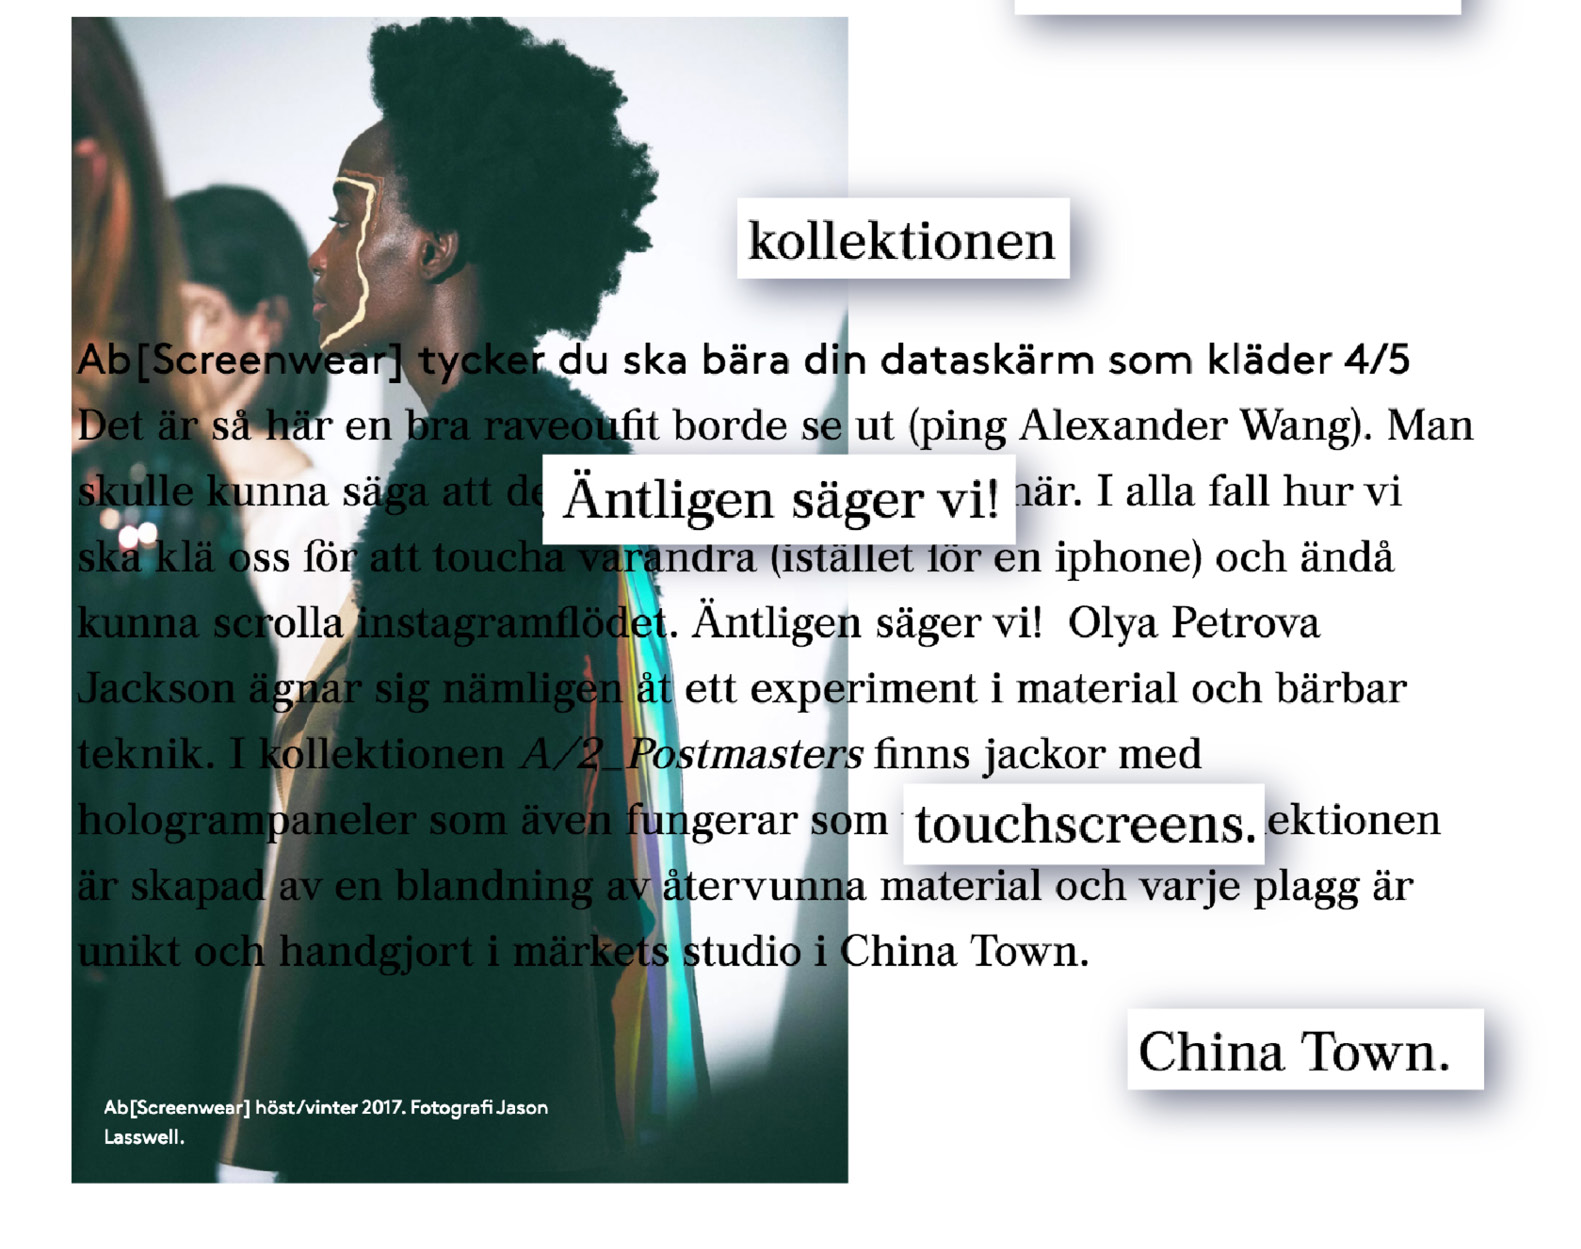 kollektionen
Ab[Screenwear] tycker du ska bära din dataskärm som kläder 4/5
Det är så här en bra raveoufit borde se ut (ping Alexander Wang). Man
skulle kunna säga att här. I alla fall hur vi
Äntligen säger vi!
ska klä oss för att toucha varandra (istället för en iphone) och ändå
kunna scrolla instagramflödet. Äntligen säger vi! Olya Petrova
Jackson ägnar sig nämligen åt ett experiment i material och bärbar
teknik. I kollektionen A/2_Postmasters finns jackor med
hologrampaneler som även fungerar som
touchscreens.
är skapad av en blandning av återvunna material och varje plagg är
unikt och handgjort i märkets studio i China Town.
China Town.
Ab[Screenwear] höst/vinter 2017. Fotografi Jason
Lasswell.